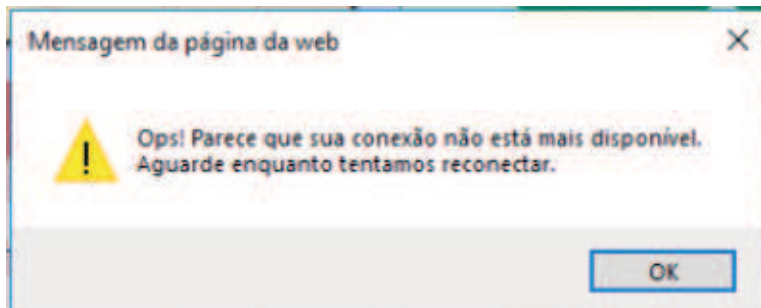 Mensagem da página da web
Ops! Parece que sua conexão não está mais disponível.
Aguarde enquanto tentamos reconectar.
OK